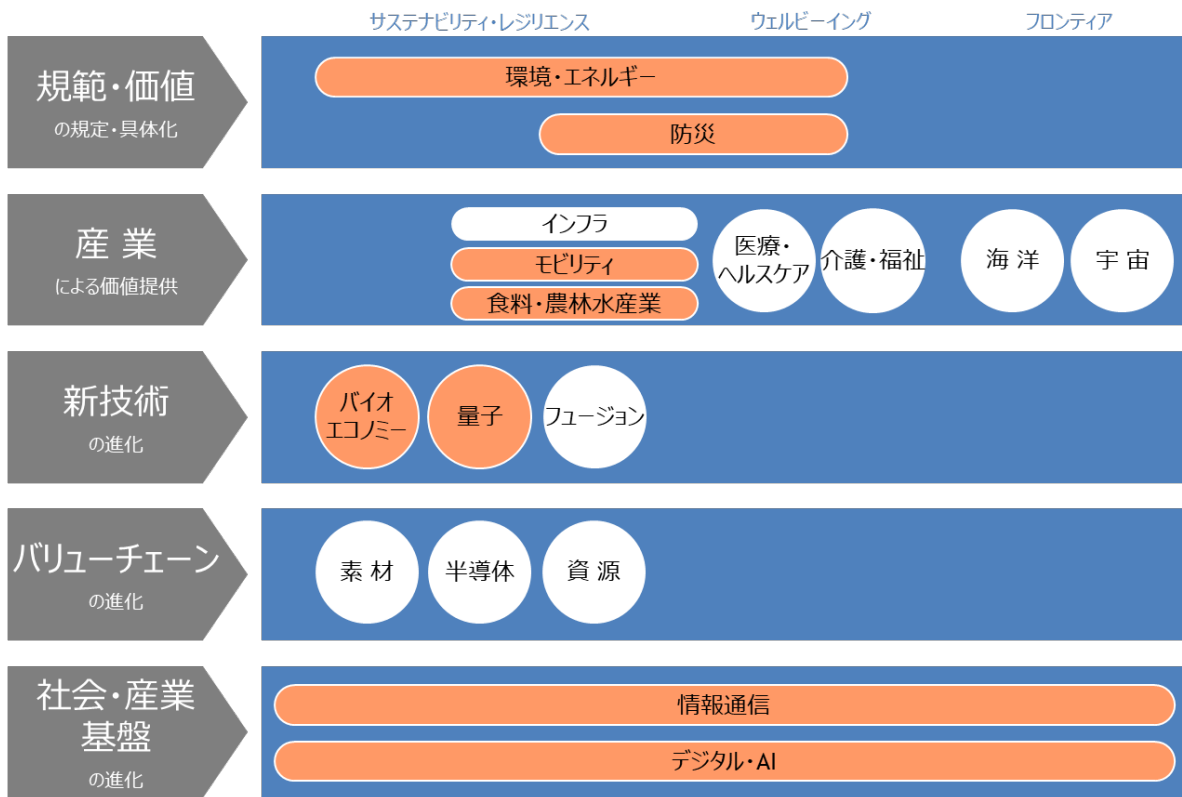 サステナビリティ・レジリエンス
ウェルビーイング
フロンティア
規範・価値
の規定・具体化
環境・エネルギー
防災
産 業
による価値提供
インフラ
モビリティ
食料・農林水産業
医療・
ヘルスケア
介護・福祉
海 洋
宇 宙
新技術
の進化
バイオ
エコノミー
量子
フュージョン
バリューチェーン
の進化
素 材
半導体
資 源
社会・産業
基盤
の進化
情報通信
デジタル・AI